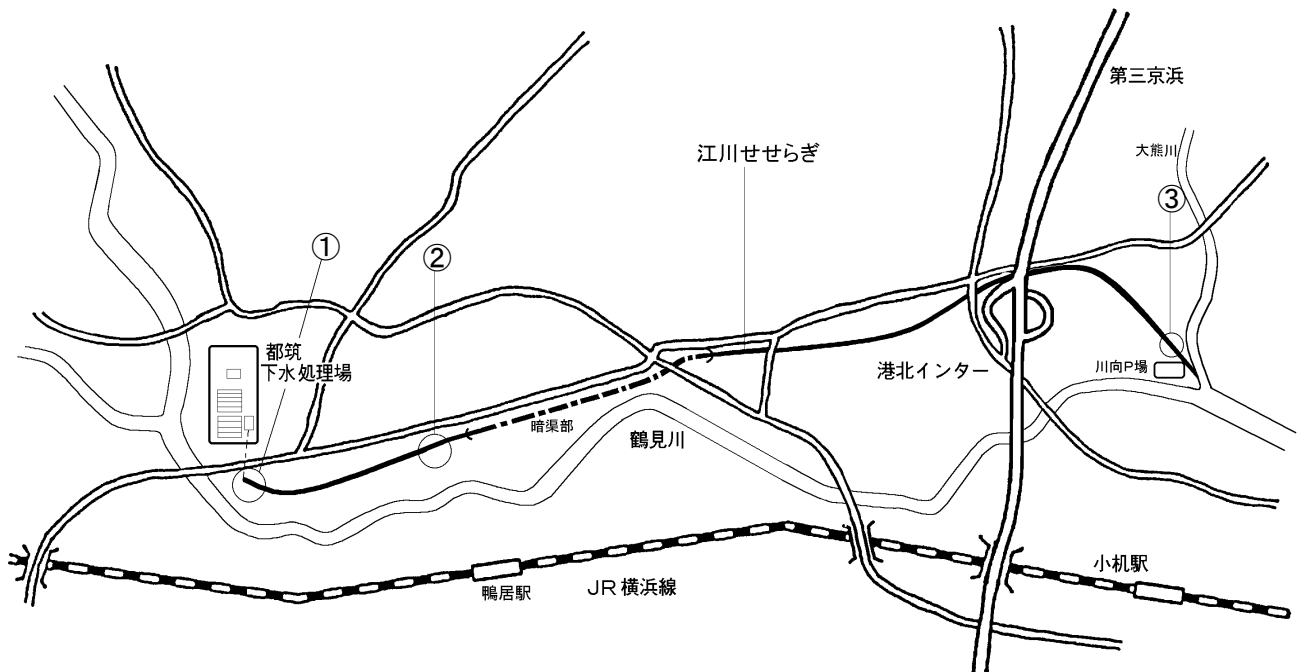 第三京浜
大熊川
江川せせらぎ
③
①
②
都筑
下水処理場
港北インター
川向P場
暗渠部
鶴見川
小机駅
鴨居駅
JR横浜線